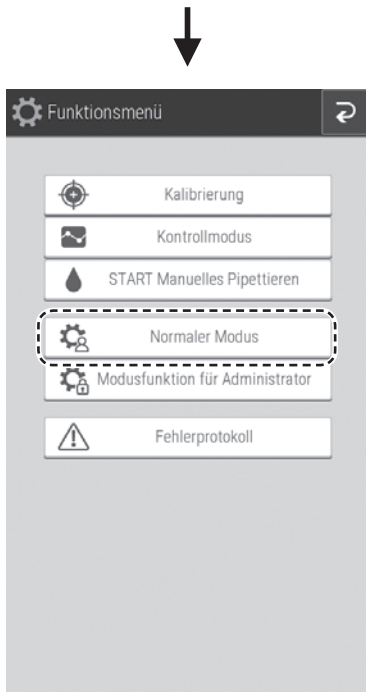 Funktionsmenü
Kalibrierung
Kontrollmodus
START Manuelles Pipettieren
Normaler Modus
Modusfunktion für Administrator
Fehlerprotokoll